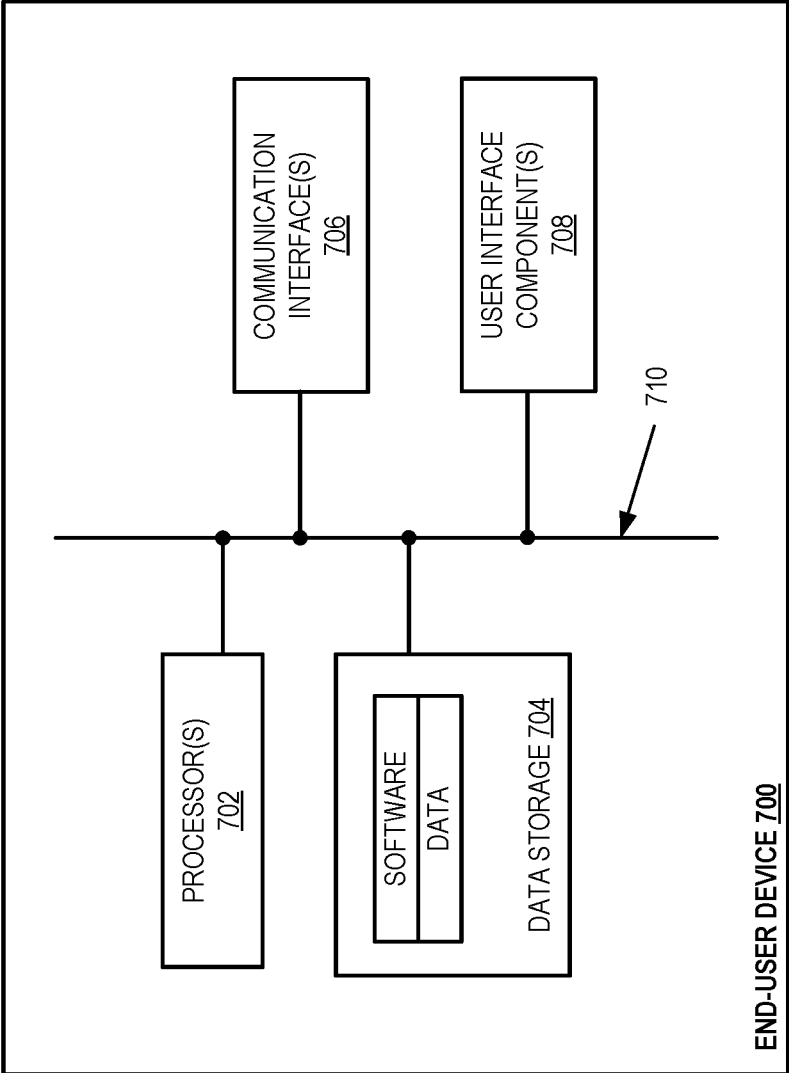 PROCESSOR(S)
702
COMMUNICATION
INTERFACE(S)
706
SOFTWARE
DATA
DATA STORAGE 704
USER INTERFACE
COMPONENT(S)
708
710
END-USER DEVICE 700